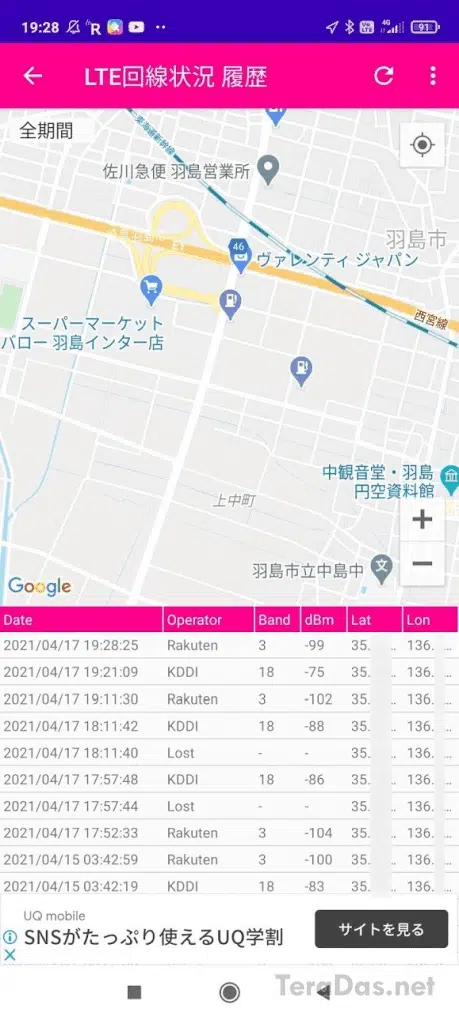 19:28 R 4G 91
LTE回線状況 履歴
全期間
東海道新幹線
佐川急便 羽島営業所
羽島市
46
ヴァレンティ ジャパン
西宮線
スーパーマーケット
バロー 羽島インター店
中観音堂・羽島
円空資料館
上中町
羽島市立中島中
文
Google
Date Operator Band dBm Lat Lon
2021/04/17 19:28:25 Rakuten 3 -99 35. .. 136. ...
2021/04/17 19:21:09 KDDI 18 -75 35. .. 136. ...
2021/04/17 19:11:30 Rakuten 3 -102 35. .. 136. ...
2021/04/17 18:11:42 KDDI 18 -88 35. .. 136. ...
2021/04/17 18:11:40 Lost - - 35. .. 136. ...
2021/04/17 17:57:48 KDDI 18 -86 35. .. 136. ...
2021/04/17 17:57:44 Lost - - 35. .. 136. ...
2021/04/17 17:52:33 Rakuten 3 -104 35. .. 136. ...
2021/04/15 03:42:59 Rakuten 3 -100 35. .. 136. ...
2021/04/15 03:42:19 KDDI 18 -83 35. .. 136. ...
UQ mobile
SNSがたっぷり使えるUQ学割
サイトを見る
TeraDas.net